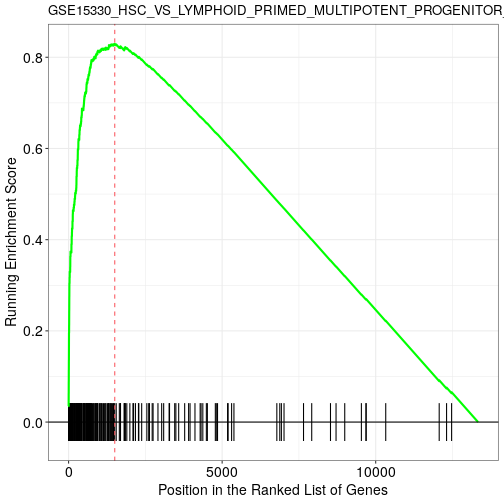 GSE15330_HSC_VS_LYMPHOID_PRIMED_MULTIPOTENT_PROGENITOR_
Running Enrichment Score
0.8
0.6
0.4
0.2
0.0
0 5000 10000
Position in the Ranked List of Genes